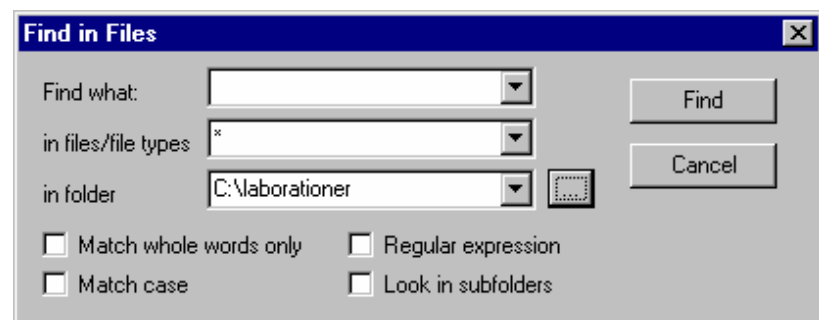 Find in Files
Find what:
Find
in files/file types *
Cancel
in folder C:\laborationer ...
Match whole words only Regular expression
Match case Look in subfolders